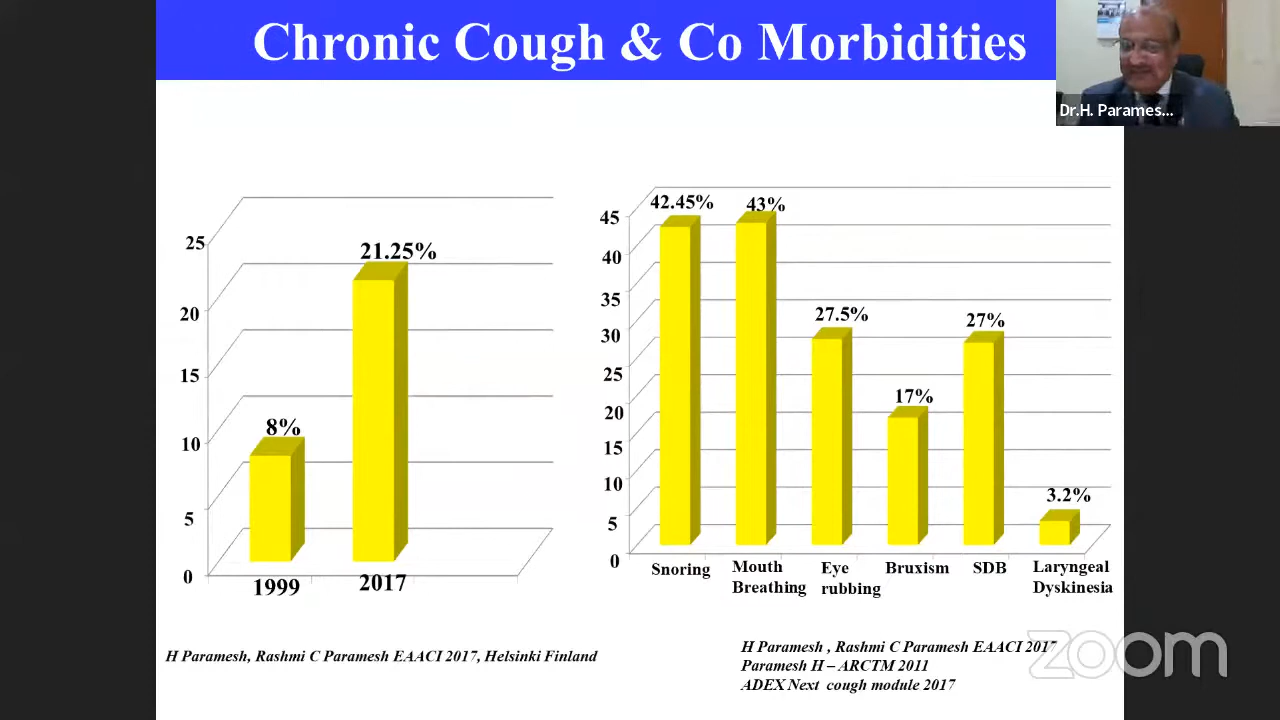 Chronic Cough & Co Morbidities
Dr.H. Parames...
25
20
15
10
5
0
8%
21.25%
1999
2017
45
40
35
30
25
20
15
10
5
0
42.45%
43%
27.5%
17%
27%
3.2%
Snoring
Mouth
Breathing
Eye
rubbing
Bruxism
SDB
Laryngeal
Dyskinesia
H Paramesh, Rashmi C Paramesh EAACI 2017, Helsinki Finland
H Paramesh , Rashmi C Paramesh EAACI 2017
Paramesh H – ARCTM 2011
ADEX Next cough module 2017
zoom